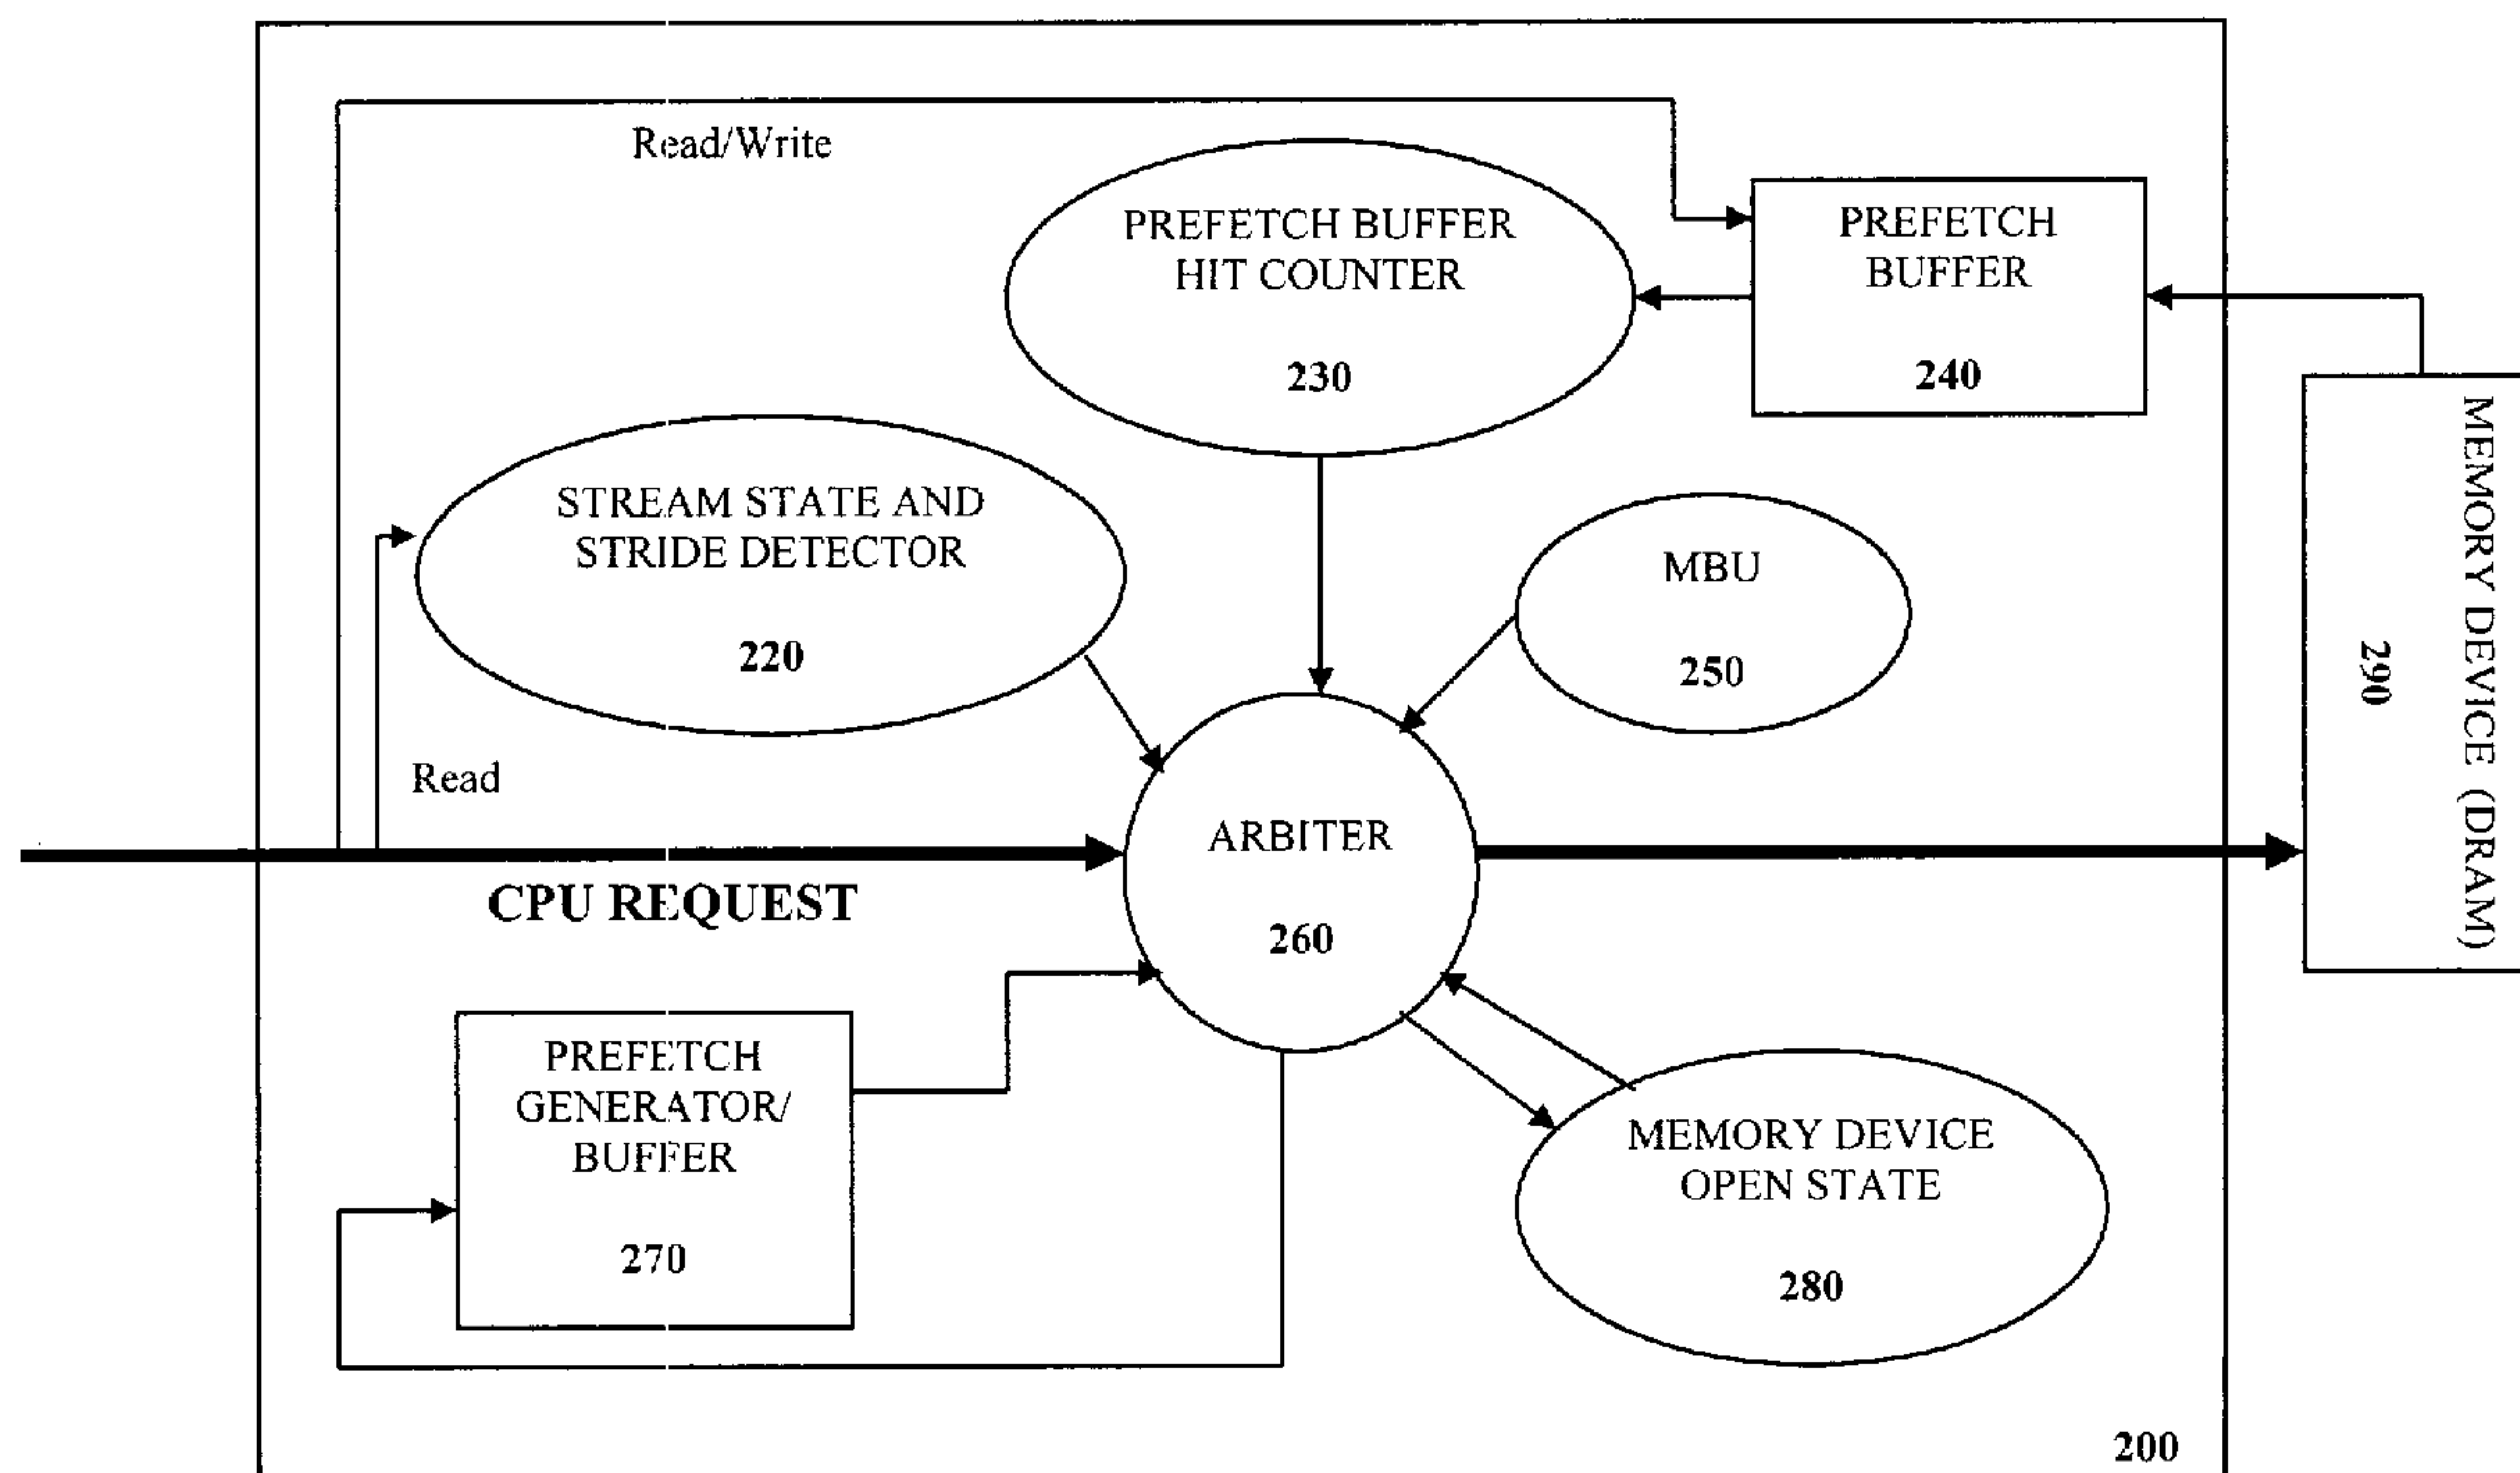 Read/Write
PREFETCH BUFFER
HIT COUNTER
230
PREFETCH
BUFFER
240
STREAM STATE AND
STRIDE DETECTOR
220
MBU
250
MEMORY DEVICE (DRAM)
290
Read
CPU REQUEST
ARBITER
260
PREFETCH
GENERATOR/
BUFFER
270
MEMORY DEVICE
OPEN STATE
280
200